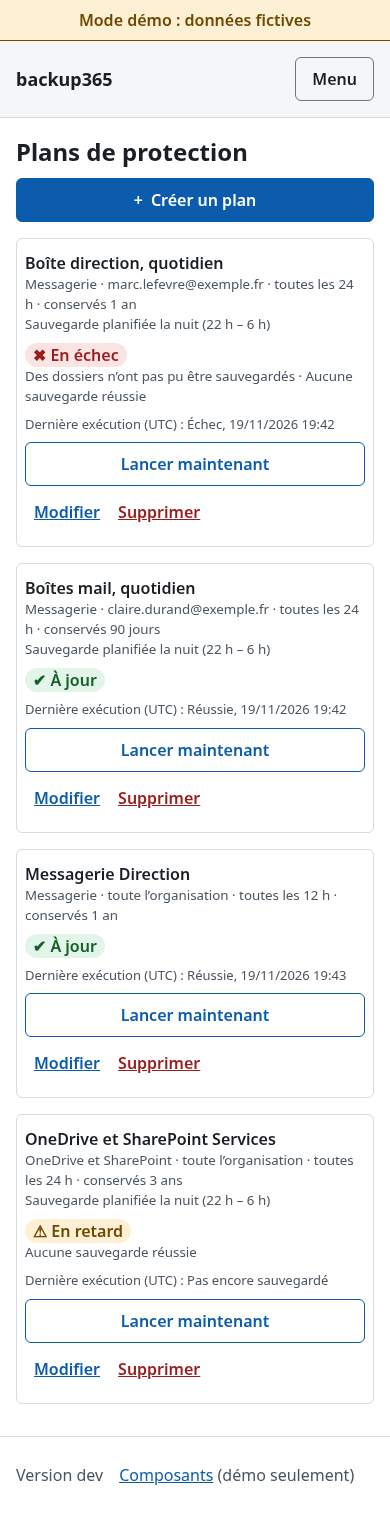 Mode démo : données fictives
backup365
Menu
Plans de protection
+ Créer un plan
Boîte direction, quotidien
Messagerie · marc.lefevre@exemple.fr · toutes les 24
h · conservés 1 an
Sauvegarde planifiée la nuit (22 h – 6 h)
✖ En échec
Des dossiers n’ont pas pu être sauvegardés · Aucune
sauvegarde réussie
Dernière exécution (UTC) : Échec, 19/11/2026 19:42
Lancer maintenant
Modifier Supprimer
Boîtes mail, quotidien
Messagerie · claire.durand@exemple.fr · toutes les 24
h · conservés 90 jours
Sauvegarde planifiée la nuit (22 h – 6 h)
✔ À jour
Dernière exécution (UTC) : Réussie, 19/11/2026 19:42
Lancer maintenant
Modifier Supprimer
Messagerie Direction
Messagerie · toute l’organisation · toutes les 12 h ·
conservés 1 an
✔ À jour
Dernière exécution (UTC) : Réussie, 19/11/2026 19:43
Lancer maintenant
Modifier Supprimer
OneDrive et SharePoint Services
OneDrive et SharePoint · toute l’organisation · toutes
les 24 h · conservés 3 ans
Sauvegarde planifiée la nuit (22 h – 6 h)
⚠ En retard
Aucune sauvegarde réussie
Dernière exécution (UTC) : Pas encore sauvegardé
Lancer maintenant
Modifier Supprimer
Version dev Composants (démo seulement)